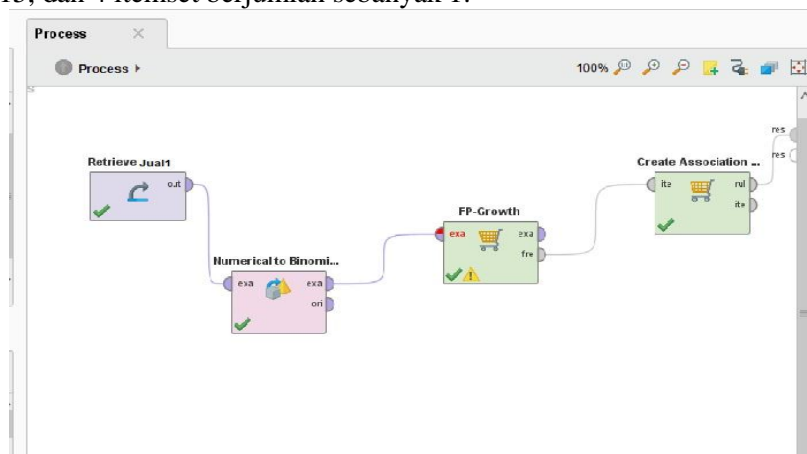 15, dan 4 itemset berjumlah sebanyak 1.
Process
Process
100%
res
res
Retrieve Jual1
out
Create Association ...
ite
rul
ite
FP-Growth
exa
exa
fre
Numerical to Binomi...
exa
exa
ori